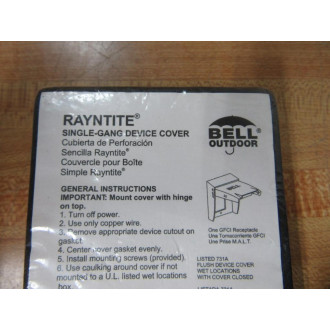 RAYNTITE®
SINGLE-GANG DEVICE COVER
Cubierta de Perforación
Sencilla Rayntite®
Couvercle pour Boîte
Simple Rayntite®
GENERAL INSTRUCTIONS
IMPORTANT: Mount cover with hinge
on top.
1. Turn off power.
2. Use only copper wire.
3. Remove appropriate device cutout on
gasket.
4. Center cover gasket evenly.
5. Install mounting screws (provided).
6. Use caulking around cover if not
mounted to a U.L. listed wet locations
box.
BELL®
OUTDOOR
BELL
One GFCI Receptacle
Une Prise M.A.L.T.
LISTED 731A
FLUSH DEVICE COVER
WET LOCATIONS
WITH COVER CLOSED